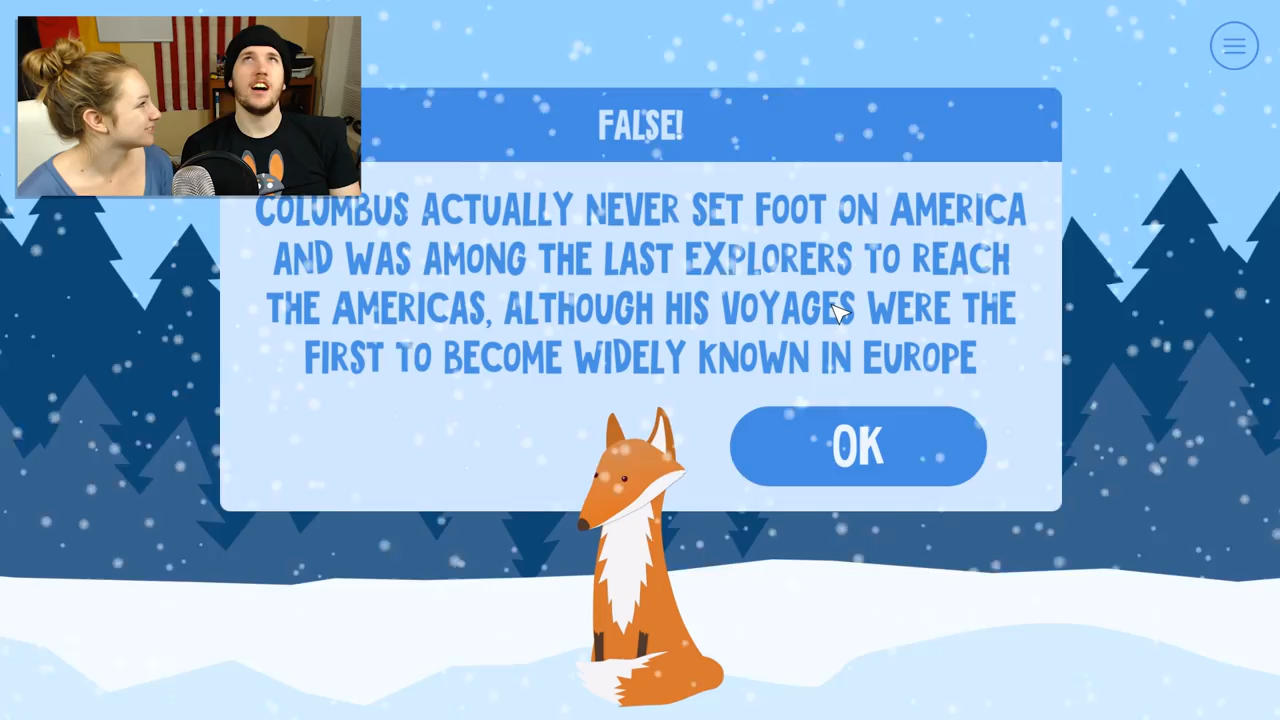 FALSE!
COLUMBUS ACTUALLY NEVER SET FOOT ON AMERICA
AND WAS AMONG THE LAST EXPLORERS TO REACH
THE AMERICAS, ALTHOUGH HIS VOYAGES WERE THE
FIRST TO BECOME WIDELY KNOWN IN EUROPE
OK